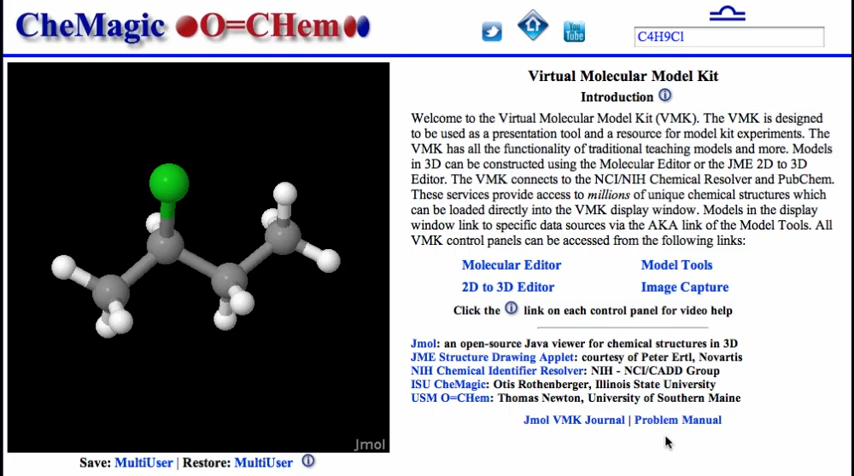 CheMagic O=CHem
You Tube
C4H9Cl
Virtual Molecular Model Kit
Introduction
Welcome to the Virtual Molecular Model Kit (VMK). The VMK is designed
to be used as a presentation tool and a resource for model kit experiments. The
VMK has all the functionality of traditional teaching models and more. Models
in 3D can be constructed using the Molecular Editor or the JME 2D to 3D
Editor. The VMK connects to the NCI/NIH Chemical Resolver and PubChem.
These services provide access to millions of unique chemical structures which
can be loaded directly into the VMK display window. Models in the display
window link to specific data sources via the AKA link of the Model Tools. All
VMK control panels can be accessed from the following links:
Molecular Editor Model Tools
2D to 3D Editor Image Capture
Click the link on each control panel for video help
Jmol: an open-source Java viewer for chemical structures in 3D
JME Structure Drawing Applet: courtesy of Peter Ertl, Novartis
NIH Chemical Identifier Resolver: NIH - NCI/CADD Group
ISU CheMagic: Otis Rothenberger, Illinois State University
USM O=CHem: Thomas Newton, University of Southern Maine
Jmol VMK Journal | Problem Manual
Jmol
Save: MultiUser | Restore: MultiUser